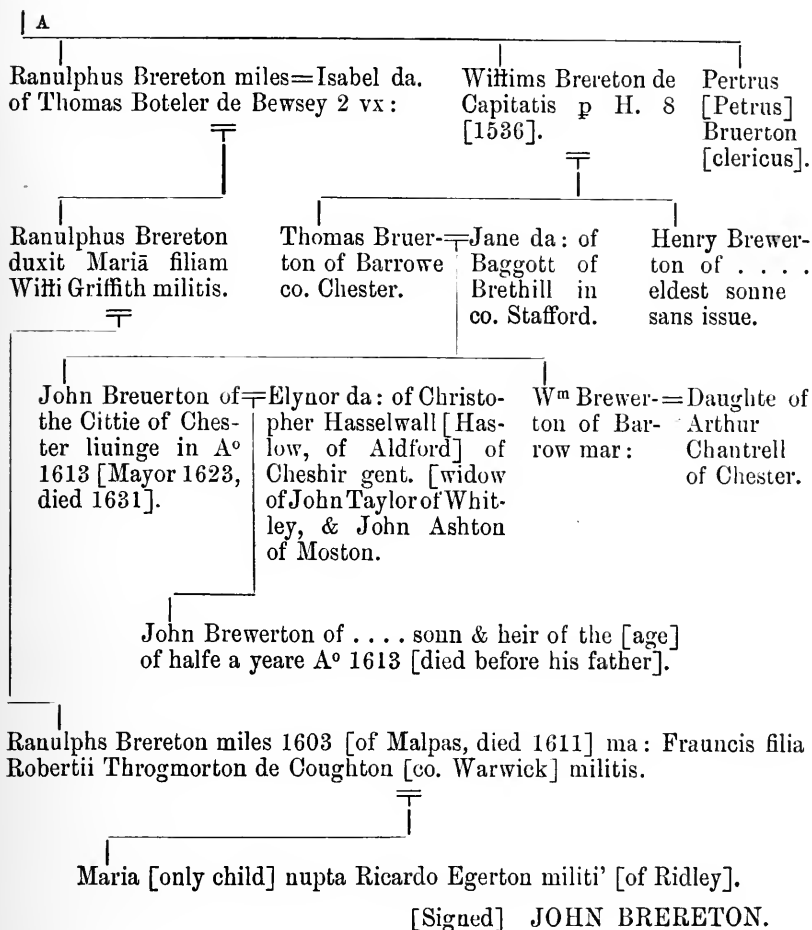 A
Ranulphus Brereton miles=Isabel da.
of Thomas Boteler de Bewsey 2 vx:
Wiłłims Brereton de
Capitatis p H. 8
[1536].
Pertrus
[Petrus]
Bruerton
[clericus].
Ranulphus Brereton
duxit Mariā filiam
Wiłłi Griffith militis.
Thomas Bruer-=Jane da: of
ton of Barrowe Baggott of
co. Chester. Brethill in
co. Stafford.
Henry Brewer-
ton of . . . .
eldest sonne
sans issue.
John Breuerton of=Elynor da: of Christo-
the Cittie of Ches- pher Hasselwall [Has-
ter liuinge in Aº low, of Aldford] of
1613 [Mayor 1623, Cheshir gent. [widow
died 1631]. of John Taylor of Whit-
ley, & John Ashton
of Moston.
Wᵐ Brewer-=Daughte of
ton of Bar- Arthur
row mar: Chantrell
of Chester.
John Brewerton of . . . . sonn & heir of the [age]
of halfe a yeare Aº 1613 [died before his father].
Ranulphs Brereton miles 1603 [of Malpas, died 1611] ma: Frauncis filia
Robertii Throgmorton de Coughton [co. Warwick] militis.
Maria [only child] nupta Ricardo Egerton militi' [of Ridley].
[Signed] JOHN BRERETON.